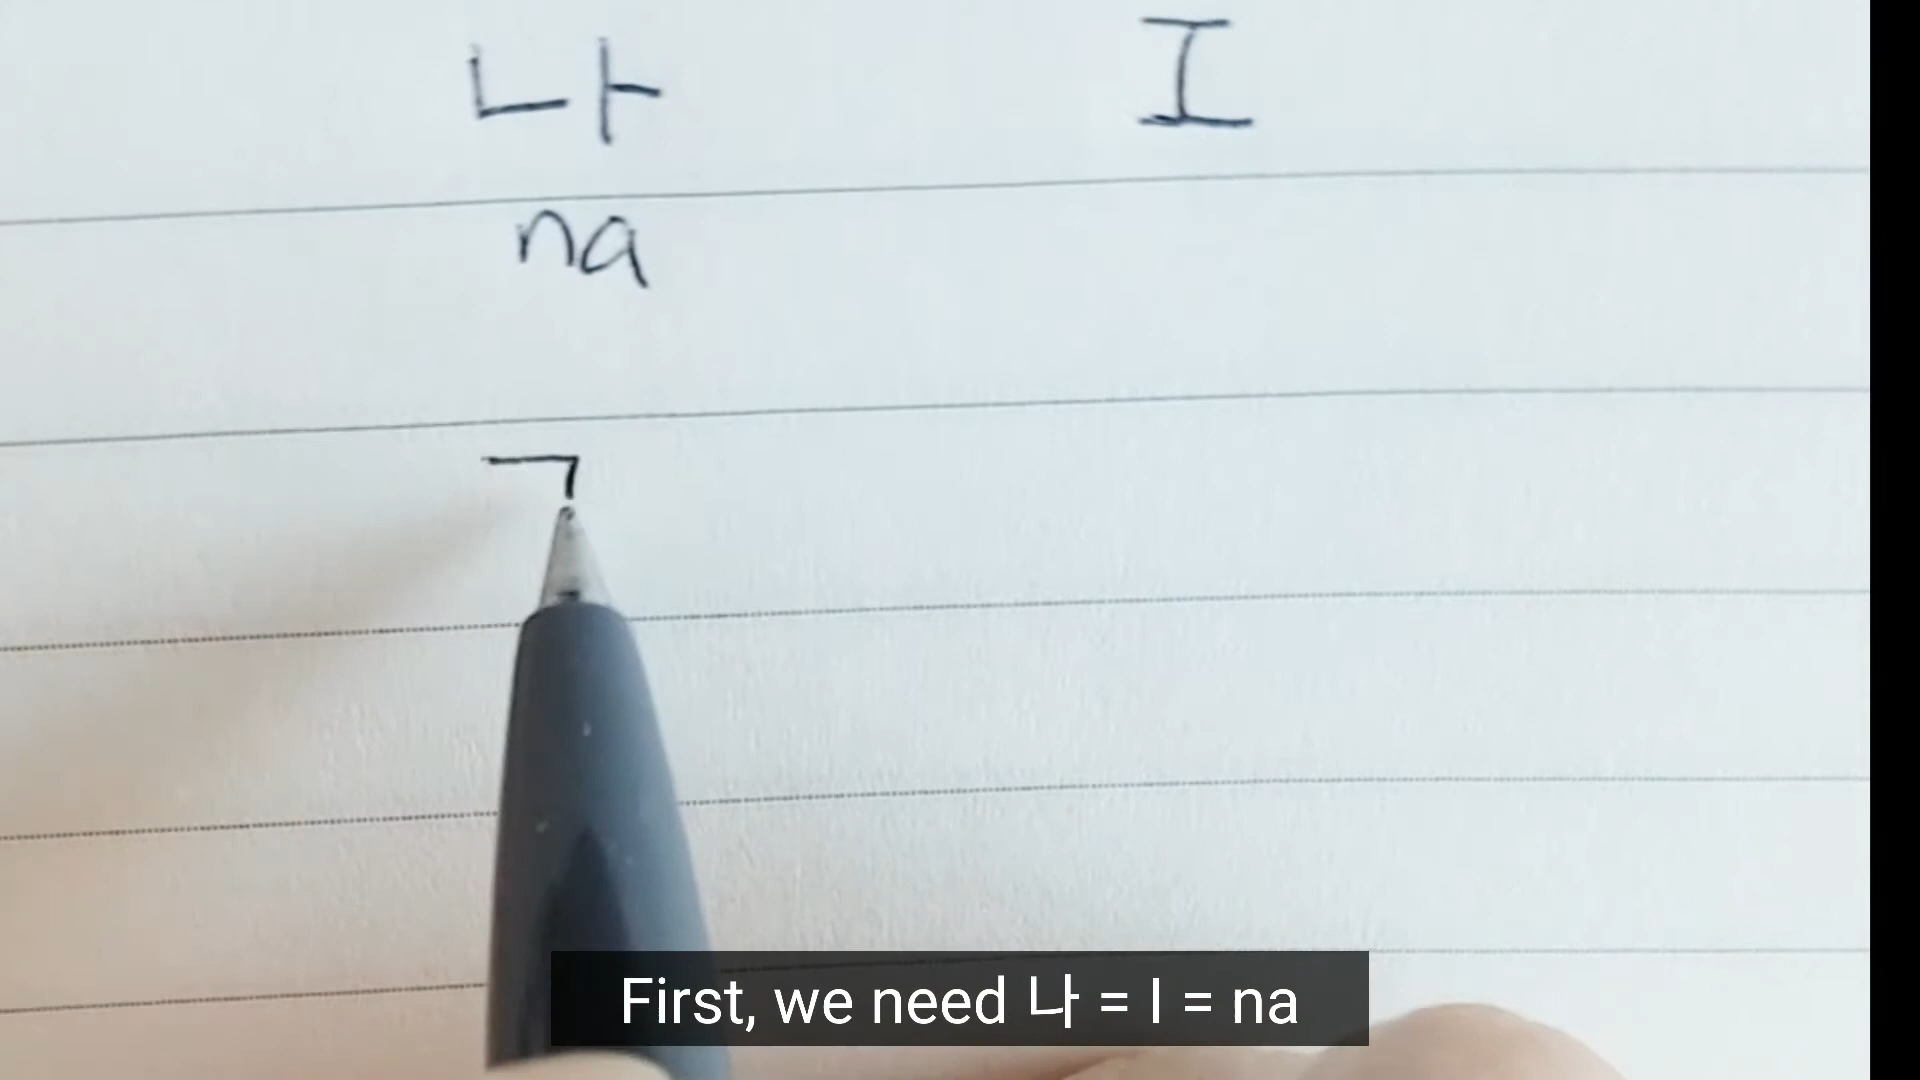 나 I
na
ㄱ
First, we need 나 = I = na